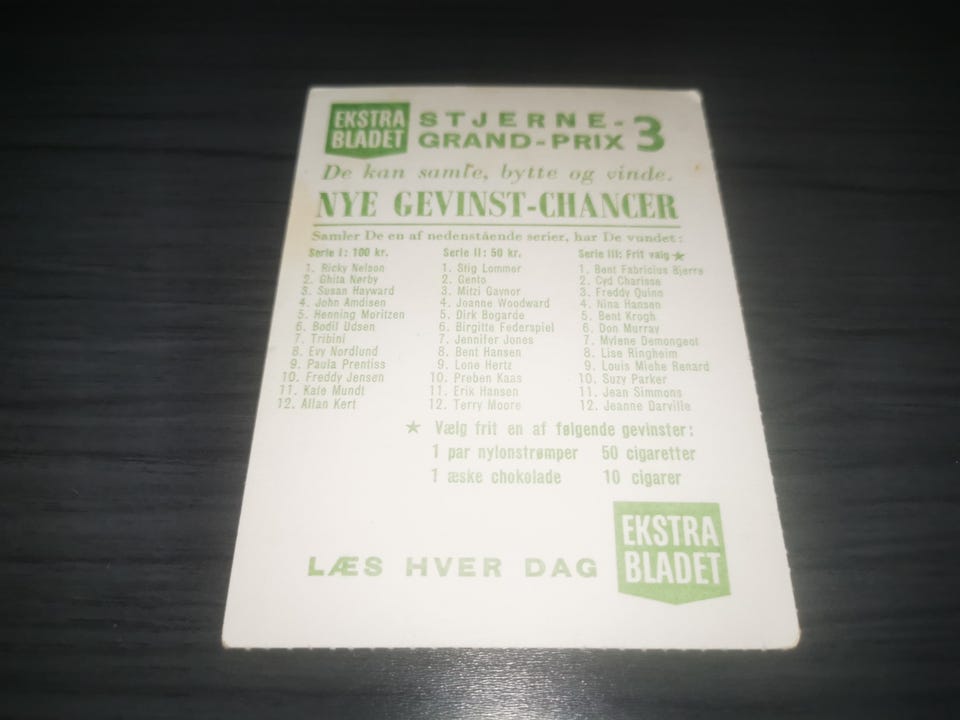 EKSTRA BLADET
STJERNE-
GRAND-PRIX 3
De kan samle, bytte og vinde.
NYE GEVINST-CHANCER
Samler De en af nedenstående serier, har De vundet:
Serie I: 100 kr.
1. Ricky Nelson
2. Ghita Nørby
3. Susan Hayward
4. John Amdisen
5. Henning Moritzen
6. Bodil Udsen
7. Tribini
8. Evy Nordlund
9. Paula Prentiss
10. Freddy Jensen
11. Kate Mundt
12. Allan Kert
Serie II: 50 kr.
1. Stig Lommer
2. Gento
3. Mitzi Gaynor
4. Joanne Woodward
5. Dirk Bogarde
6. Birgitte Federspiel
7. Jennifer Jones
8. Bent Hansen
9. Lone Hertz
10. Preben Kaas
11. Erik Hansen
12. Terry Moore
Serie III: Frit valg ★
1. Bent Fabricius Bjerre
2. Cyd Charisse
3. Freddy Quinn
4. Nina Hansen
5. Bent Krogh
6. Don Murray
7. Mylene Demongeot
8. Lise Ringheim
9. Louis Miehe Renard
10. Suzy Parker
11. Jean Simmons
12. Jeanne Darville
★ Vælg frit en af følgende gevinster:
1 par nylonstrømper 50 cigaretter
1 æske chokolade 10 cigarer
LÆS HVER DAG
EKSTRA
BLADET